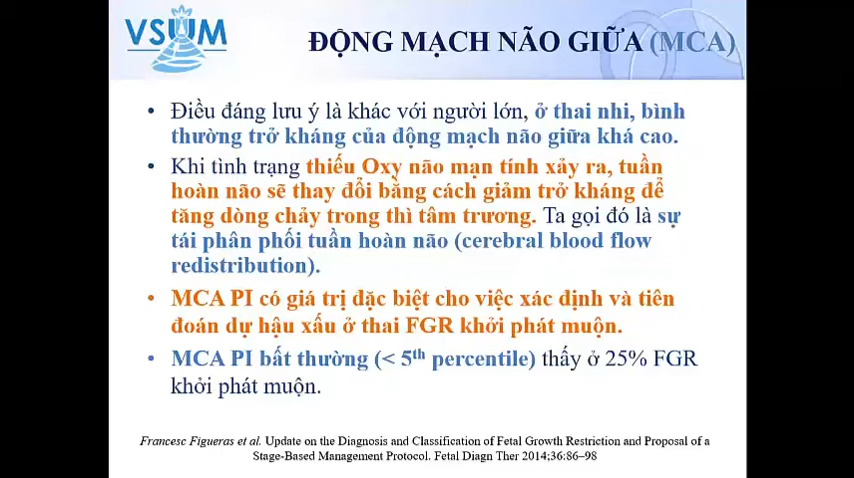 VSUM
ĐỘNG MẠCH NÃO GIỮA (MCA)
• Điều đáng lưu ý là khác với người lớn, ở thai nhi, bình
thường trở kháng của động mạch não giữa khá cao.
• Khi tình trạng thiếu Oxy não mạn tính xảy ra, tuần
hoàn não sẽ thay đổi bằng cách giảm trở kháng để
tăng dòng chảy trong thì tâm trương. Ta gọi đó là sự
tái phân phối tuần hoàn não (cerebral blood flow
redistribution).
• MCA PI có giá trị đặc biệt cho việc xác định và tiên
đoán dự hậu xấu ở thai FGR khởi phát muộn.
• MCA PI bất thường (< 5th percentile) thấy ở 25% FGR
khởi phát muộn.
Francesc Figueras et al. Update on the Diagnosis and Classification of Fetal Growth Restriction and Proposal of a
Stage-Based Management Protocol. Fetal Diagn Ther 2014;36:86–98